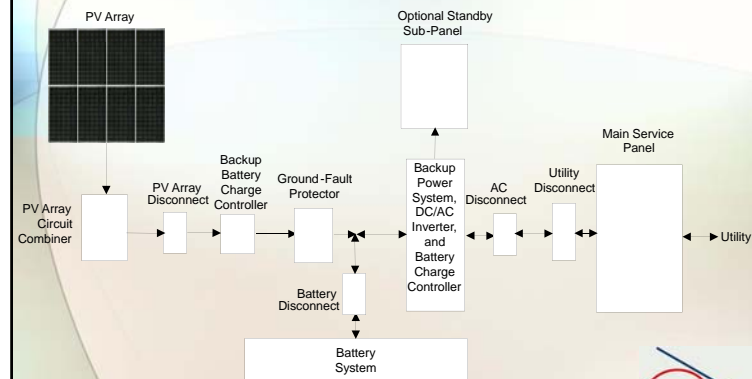 PV Array
Optional Standby
Sub-Panel
Main Service
Panel
Backup
Battery
Charge
Controller
Ground-Fault
Protector
PV Array
Disconnect
Backup
Power
System,
DC/AC
Inverter,
and
Battery
Charge
Controller
AC
Disconnect
Utility
Disconnect
PV Array
Circuit
Combiner
Utility
Battery
Disconnect
Battery
System